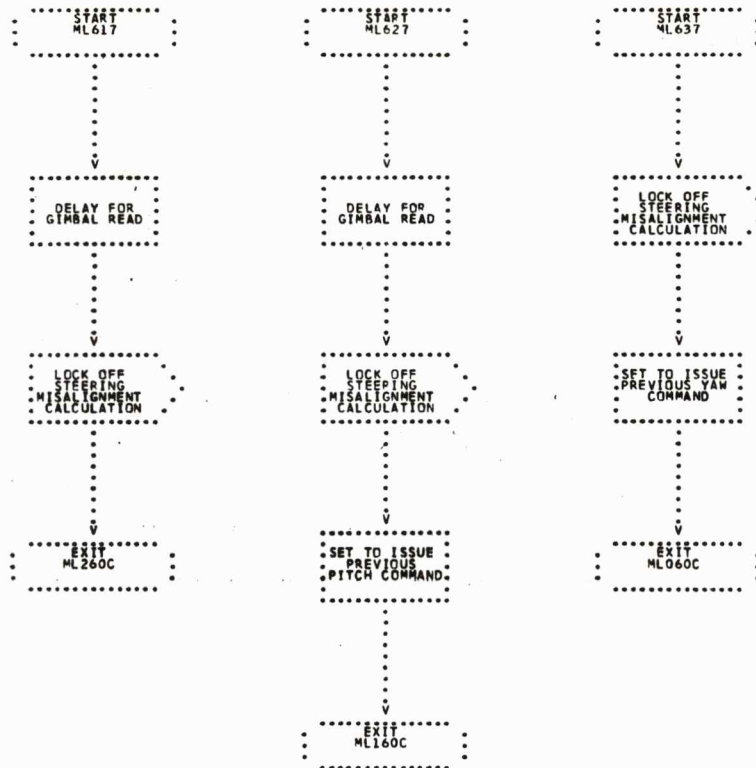 START
ML617
DELAY FOR
GIMBAL READ
LOCK OFF
STEERING
MISALIGNMENT
CALCULATION
EXIT
ML260C
START
ML627
DELAY FOR
GIMBAL READ
LOCK OFF
STEERING
MISALIGNMENT
CALCULATION
SET TO ISSUE
PREVIOUS
PITCH COMMAND
EXIT
ML160C
START
ML637
LOCK OFF
STEERING
MISALIGNMENT
CALCULATION
SET TO ISSUE
PREVIOUS YAW
COMMAND
EXIT
ML060C